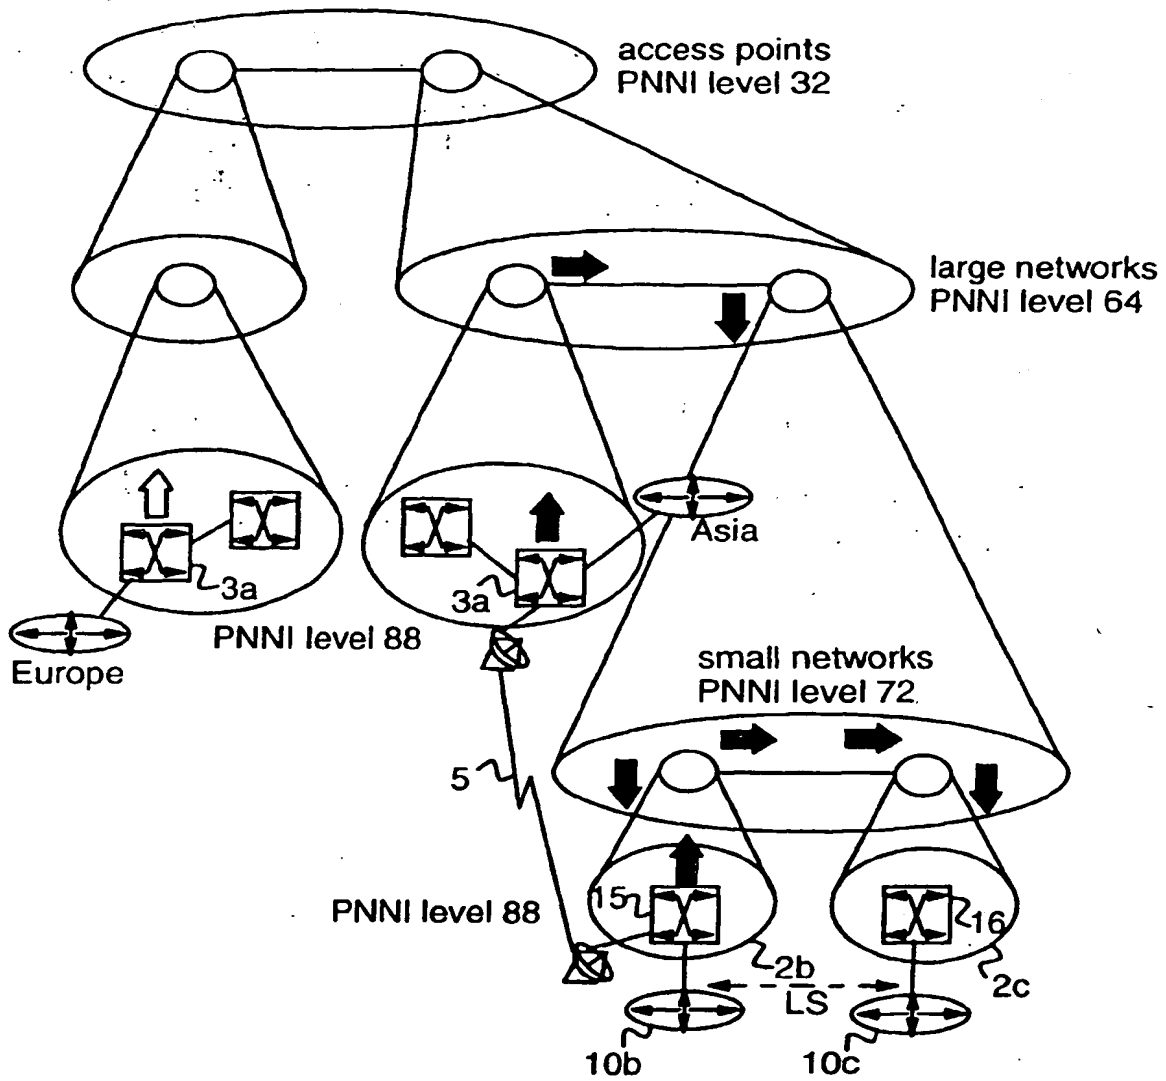 access points
PNNI level 32
large networks
PNNI level 64
Asia
3a
3a
PNNI level 88
Europe
small networks
PNNI level 72
5
PNNI level 88
15
16
2b
2c
LS
10b
10c